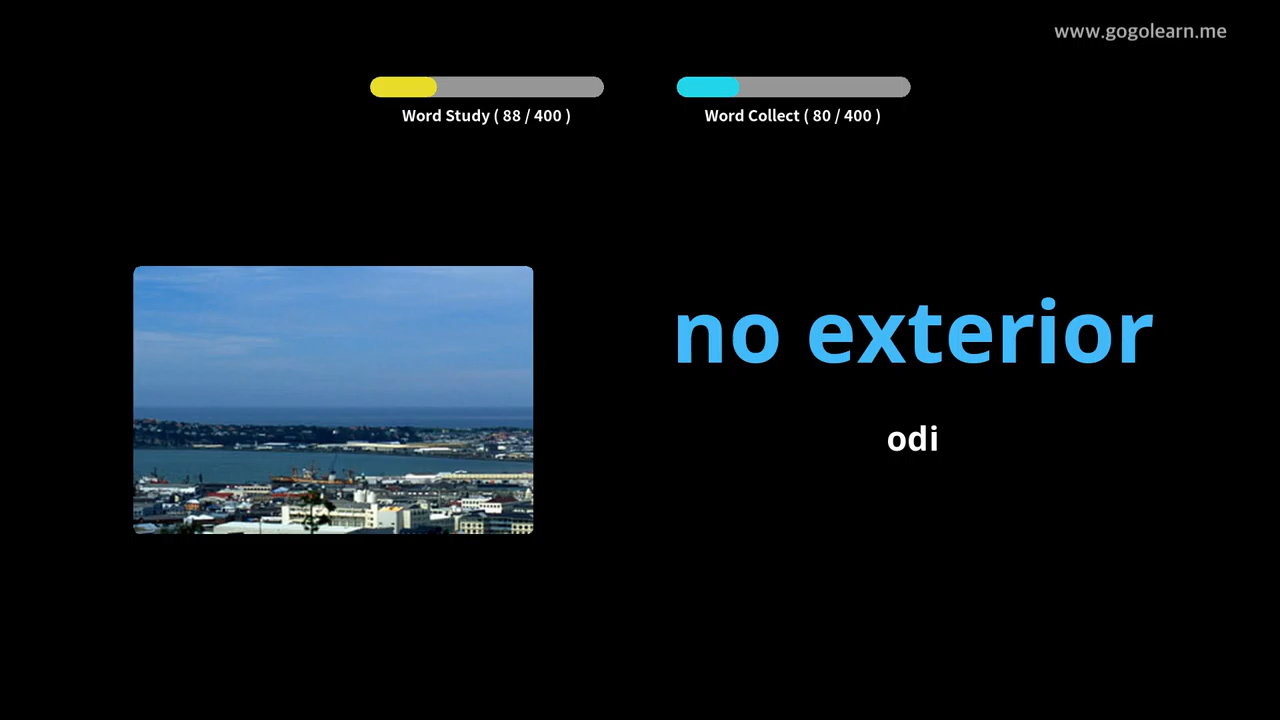 www.gogolearn.me
Word Study ( 88 / 400 )
Word Collect ( 80 / 400 )
no exterior
odi